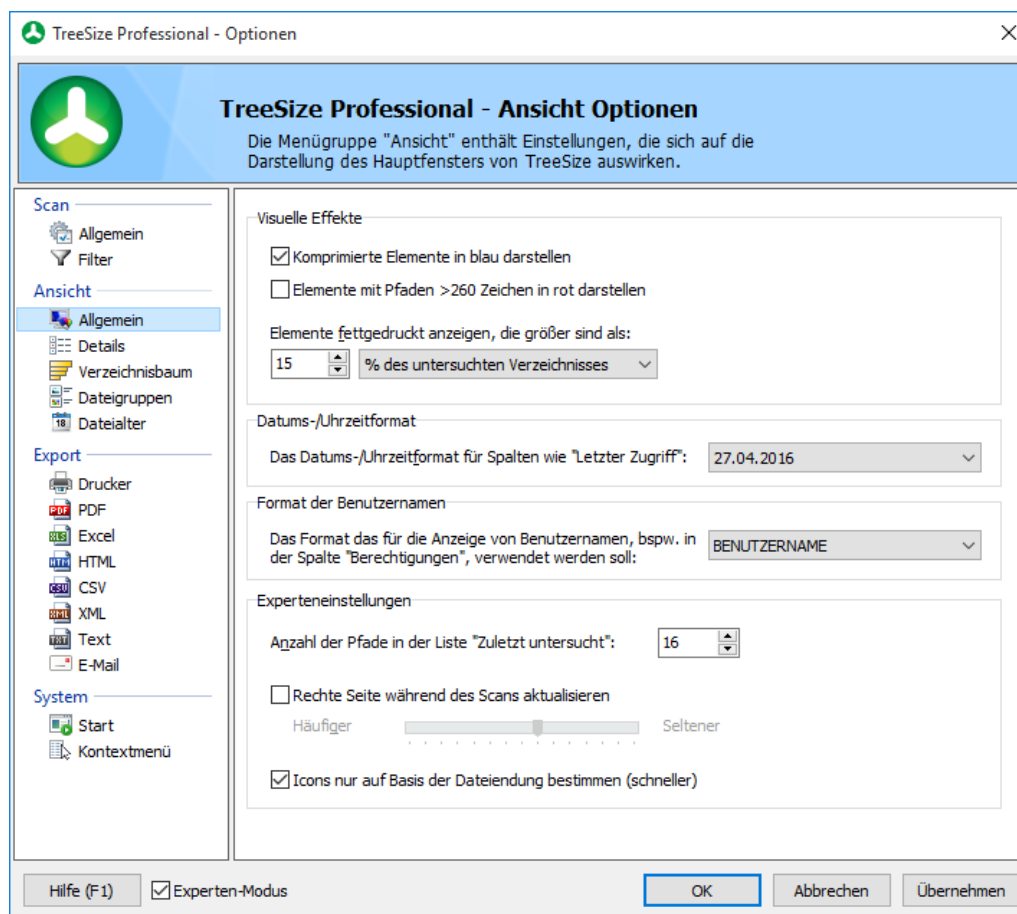 TreeSize Professional - Optionen
TreeSize Professional - Ansicht Optionen
Die Menügruppe "Ansicht" enthält Einstellungen, die sich auf die
Darstellung des Hauptfensters von TreeSize auswirken.
Scan
Allgemein
Filter
Ansicht
Allgemein
Details
Verzeichnisbaum
Dateigruppen
18
Dateialter
Export
Drucker
PDF
PDF
XLS
Excel
HTM
HTML
CSV
CSV
XML
XML
TXT
Text
E-Mail
System
Start
Kontextmenü
Visuelle Effekte
Komprimierte Elemente in blau darstellen
Elemente mit Pfaden >260 Zeichen in rot darstellen
Elemente fettgedruckt anzeigen, die größer sind als:
15
% des untersuchten Verzeichnisses
Datums-/Uhrzeitformat
Das Datums-/Uhrzeitformat für Spalten wie "Letzter Zugriff":
27.04.2016
Format der Benutzernamen
Das Format das für die Anzeige von Benutzernamen, bspw. in
der Spalte "Berechtigungen", verwendet werden soll:
BENUTZERNAME
Experteneinstellungen
Anzahl der Pfade in der Liste "Zuletzt untersucht":
16
Rechte Seite während des Scans aktualisieren
Häufiger
Seltener
Icons nur auf Basis der Dateiendung bestimmen (schneller)
Hilfe (F1)
Experten-Modus
OK
Abbrechen
Übernehmen